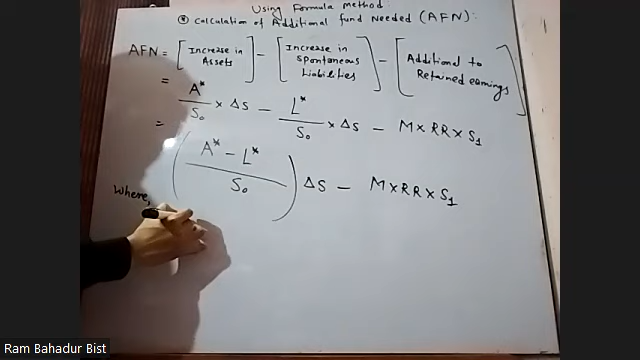 Using Formula Method
* Calculation of Additional fund Needed (AFN):
AFN = [Increase in Assets] - [Increase in Spontaneous Liabilities] - [Additional to Retained earnings]
= A*/S₀ × ΔS - L*/S₀ × ΔS - M×RR×S₁
= (A* - L*/S₀) ΔS - M×RR×S₁
Where,
Ram Bahadur Bist